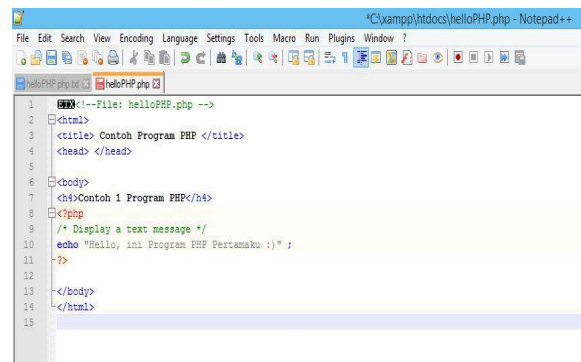 *C:\xampp\htdocs\helloPHP.php - Notepad++
File Edit Search View Encoding Language Settings Tools Macro Run Plugins Window ?
helloPHP.php.txt helloPHP.php
1 ETX<!--File: helloPHP.php -->
2 <html>
3 <title> Contoh Program PHP </title>
4 <head> </head>
5
6 <body>
7 <h4>Contoh 1 Program PHP</h4>
8 <?php
9 /* Display a text message */
10 echo "Hello, ini Program PHP Pertamaku :)" ;
11 ?>
12
13 </body>
14 </html>
15